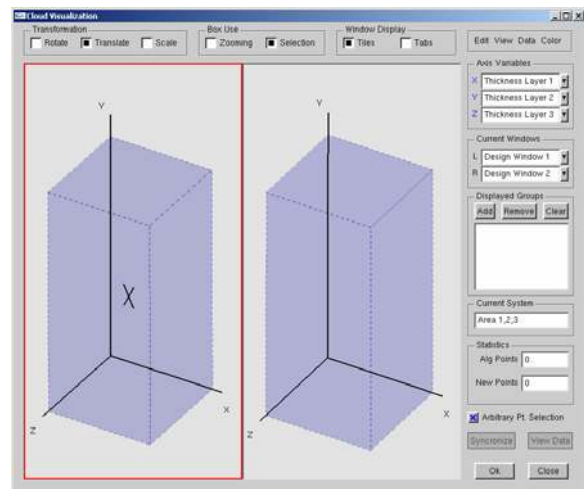 Cloud Visualization
Transformation
Rotate Translate Scale
Box Use
Zooming Selection
Window Display
Tiles Tabs
Edit View Data Color
Axis Variables
X Thickness Layer 1
Y Thickness Layer 2
Z Thickness Layer 3
Current Windows
L Design Window 1
R Design Window 2
Displayed Groups
Add Remove Clear
Current System
Area 1,2,3
Statistics
Alg Points 0
New Points 0
Arbitrary Pt. Selection
Syncronize View Data
Ok Close
Y
X
X
Z
Y
X
Z